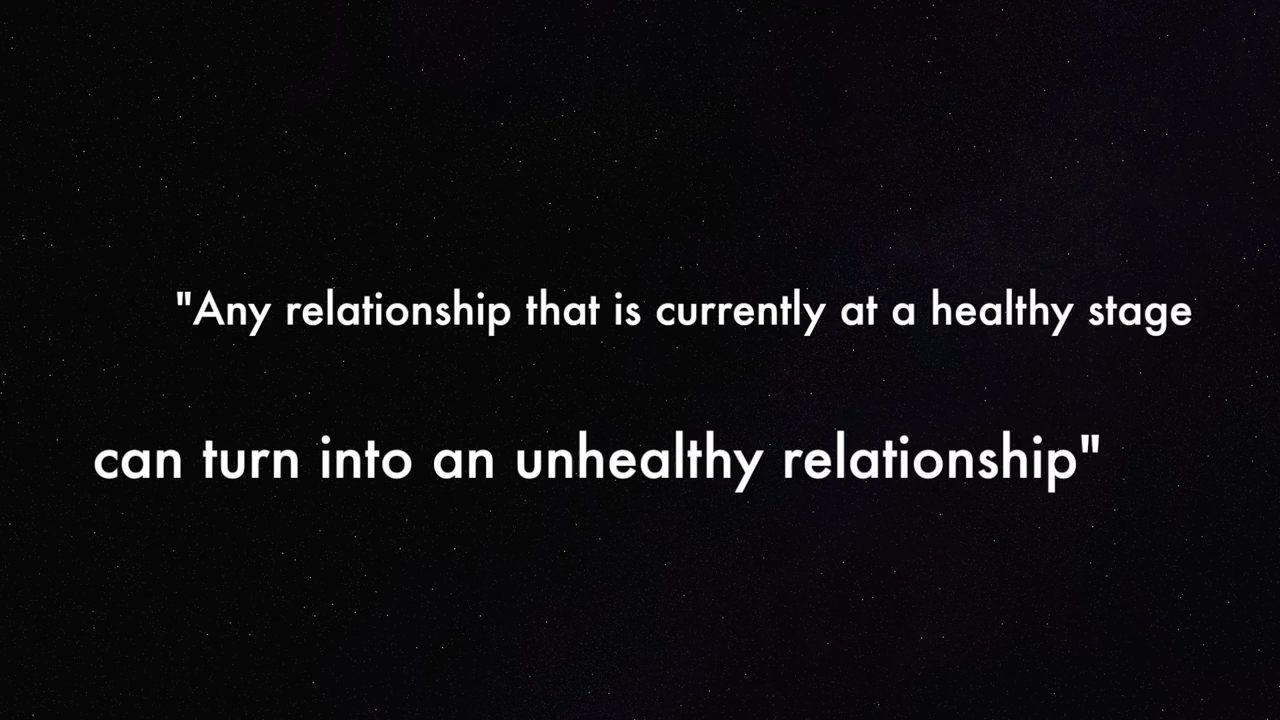 "Any relationship that is currently at a healthy stage
can turn into an unhealthy relationship"